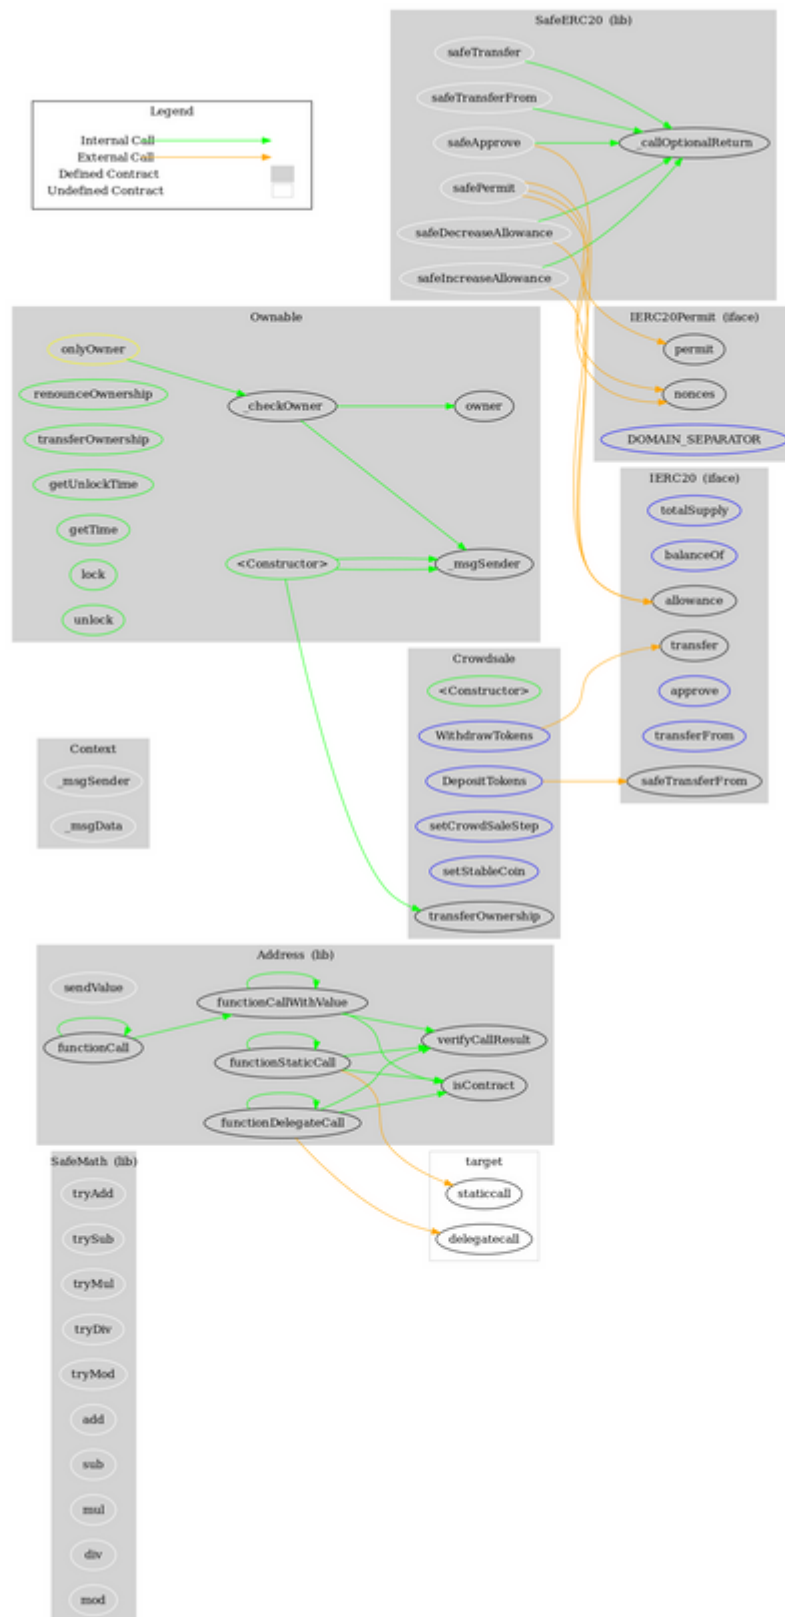 SafeERC20 (lib)
safeTransfer
safeTransferFrom
safeApprove
safePermit
safeDecreaseAllowance
safeIncreaseAllowance
_callOptionalReturn
Legend
Internal Call
External Call
Defined Contract
Undefined Contract
Ownable
onlyOwner
renounceOwnership
transferOwnership
getUnlockTime
getTime
lock
unlock
_checkOwner
owner
<Constructor>
_msgSender
IERC20Permit (iface)
permit
nonces
DOMAIN_SEPARATOR
IERC20 (iface)
totalSupply
balanceOf
allowance
transfer
approve
transferFrom
safeTransferFrom
Crowdsale
<Constructor>
WithdrawTokens
DepositTokens
setCrowdSaleStep
setStableCoin
transferOwnership
Context
_msgSender
_msgData
Address (lib)
sendValue
functionCall
functionCallWithValue
functionStaticCall
functionDelegateCall
verifyCallResult
isContract
target
staticcall
delegatecall
SafeMath (lib)
tryAdd
trySub
tryMul
tryDiv
tryMod
add
sub
mul
div
mod